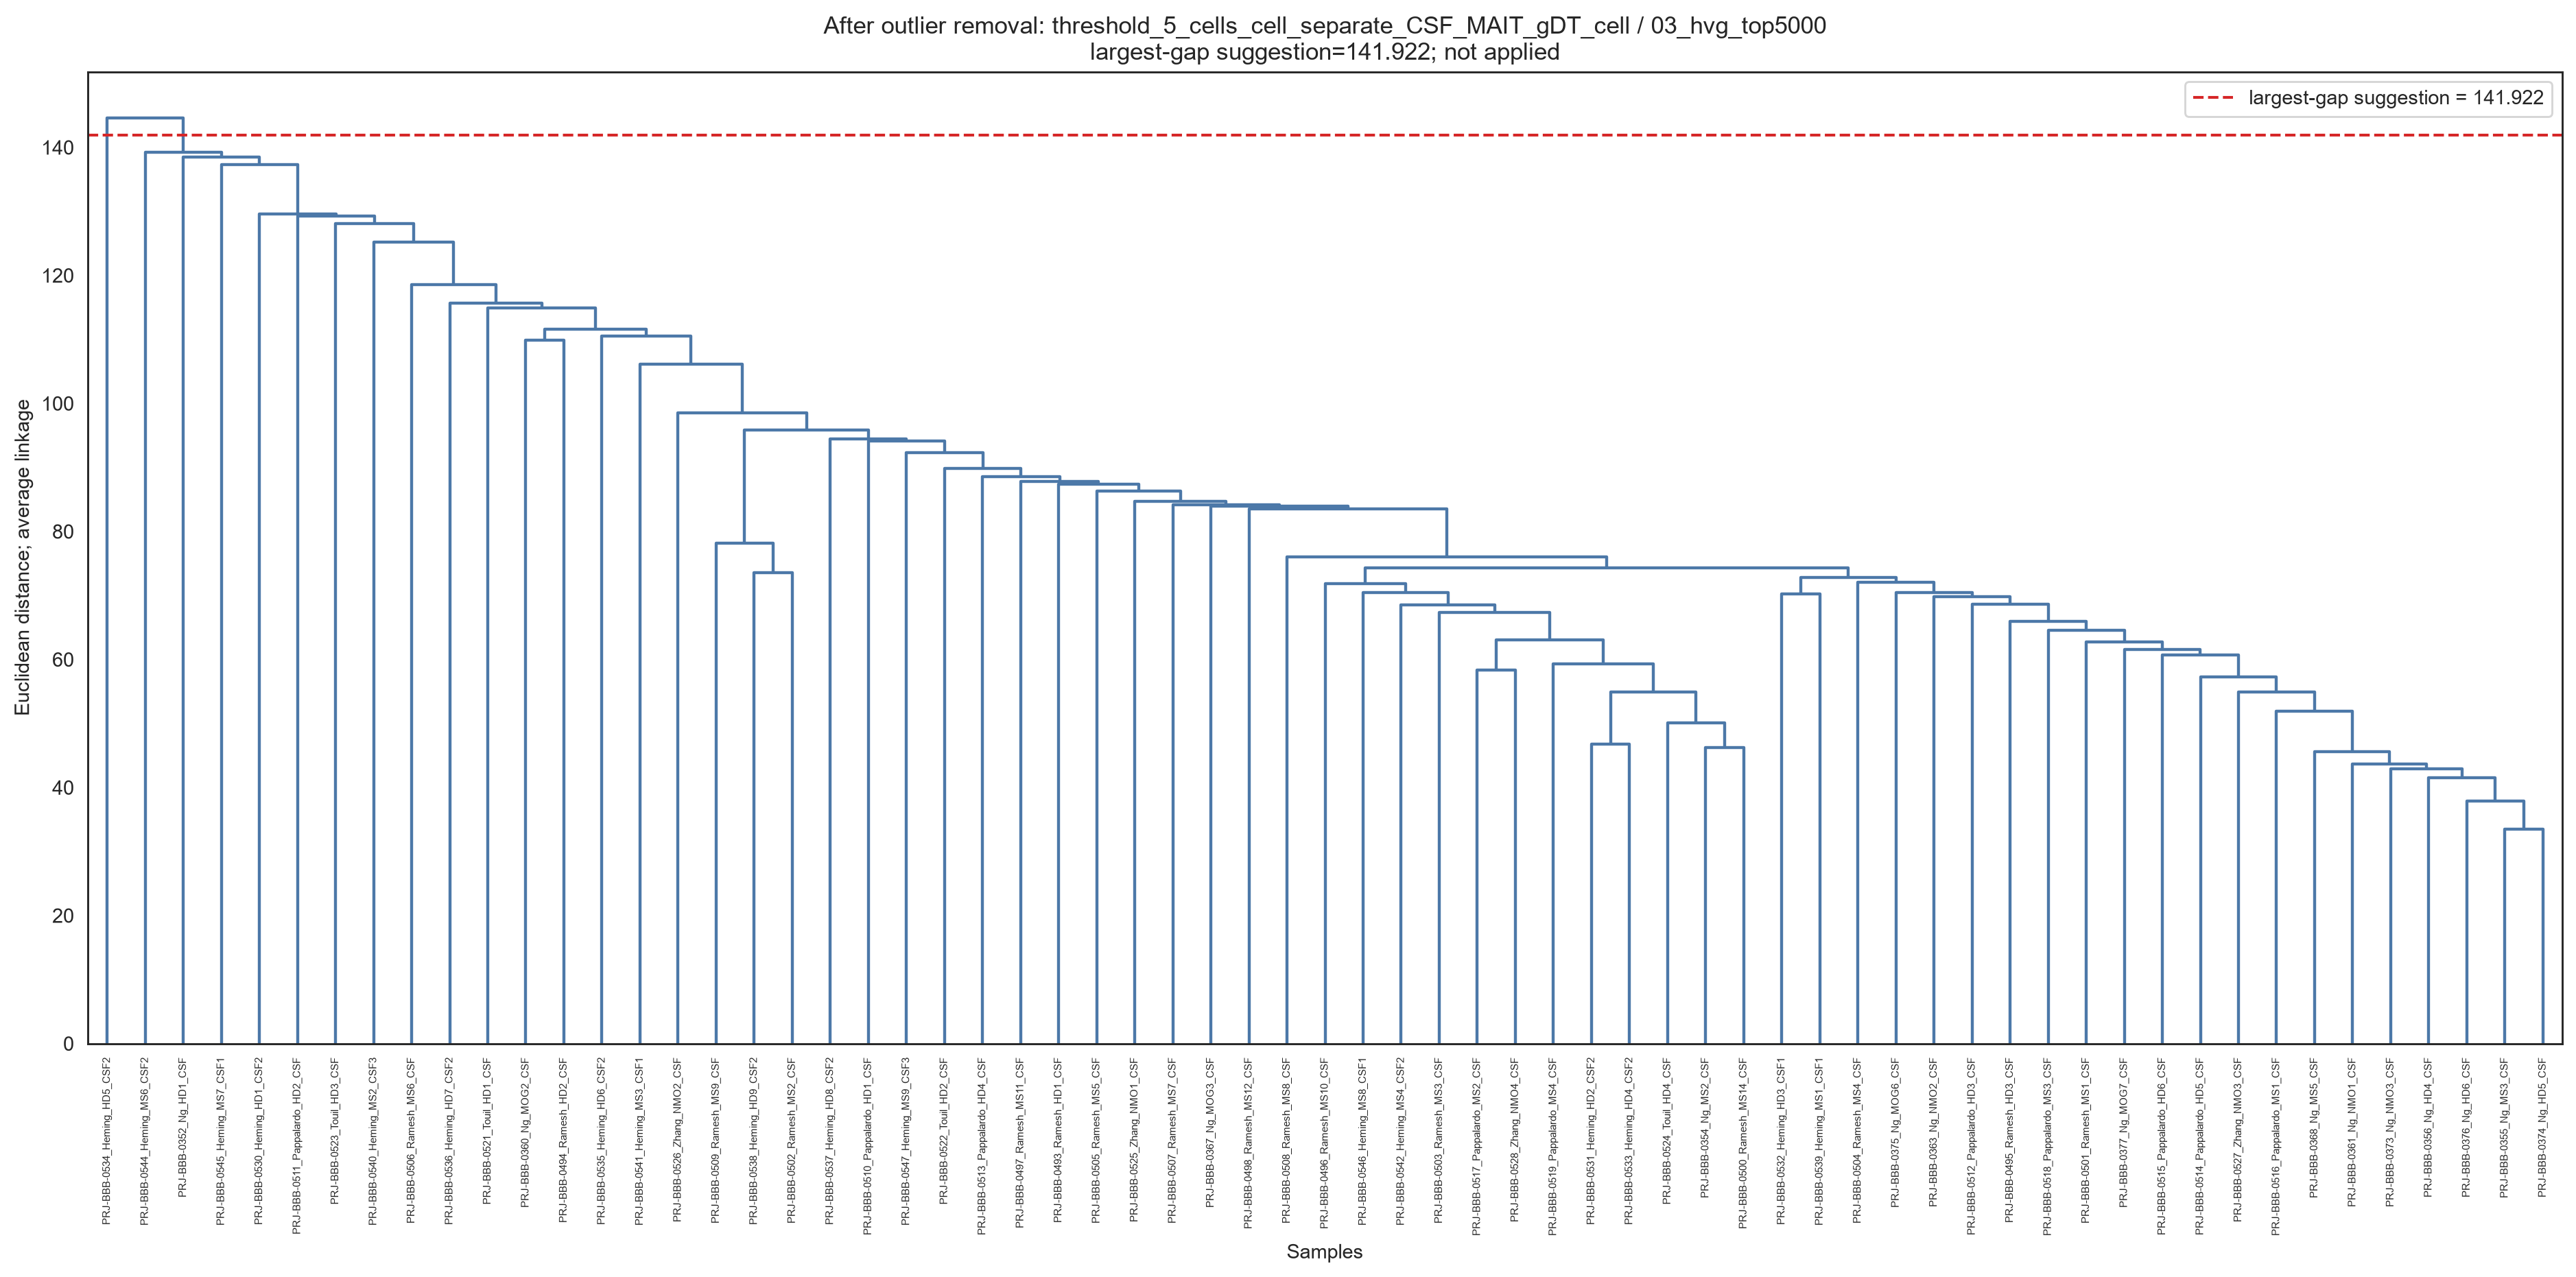 After outlier removal: threshold_5_cells_cell_separate_CSF_MAIT_gDT_cell / 03_hvg_top5000
largest-gap suggestion=141.922; not applied
largest-gap suggestion = 141.922
Euclidean distance; average linkage
140
120
100
80
60
40
20
0
PRJ-BBB-0534_Heming_HD5_CSF2
PRJ-BBB-0544_Heming_MS6_CSF2
PRJ-BBB-0352_Ng_HD1_CSF
PRJ-BBB-0545_Heming_MS7_CSF1
PRJ-BBB-0530_Heming_HD1_CSF2
PRJ-BBB-0511_Pappalardo_HD2_CSF
PRJ-BBB-0523_Touil_HD3_CSF
PRJ-BBB-0540_Heming_MS2_CSF3
PRJ-BBB-0506_Ramesh_MS6_CSF
PRJ-BBB-0536_Heming_HD7_CSF2
PRJ-BBB-0521_Touil_HD1_CSF
PRJ-BBB-0360_Ng_MOG2_CSF
PRJ-BBB-0494_Ramesh_HD2_CSF
PRJ-BBB-0535_Heming_HD6_CSF2
PRJ-BBB-0541_Heming_MS3_CSF1
PRJ-BBB-0526_Zhang_NMO2_CSF
PRJ-BBB-0509_Ramesh_MS9_CSF
PRJ-BBB-0538_Heming_HD9_CSF2
PRJ-BBB-0502_Ramesh_MS2_CSF
PRJ-BBB-0537_Heming_HD8_CSF2
PRJ-BBB-0510_Pappalardo_HD1_CSF
PRJ-BBB-0547_Heming_MS9_CSF3
PRJ-BBB-0522_Touil_HD2_CSF
PRJ-BBB-0513_Pappalardo_HD4_CSF
PRJ-BBB-0497_Ramesh_MS11_CSF
PRJ-BBB-0493_Ramesh_HD1_CSF
PRJ-BBB-0505_Ramesh_MS5_CSF
PRJ-BBB-0525_Zhang_NMO1_CSF
PRJ-BBB-0507_Ramesh_MS7_CSF
PRJ-BBB-0367_Ng_MOG3_CSF
PRJ-BBB-0498_Ramesh_MS12_CSF
PRJ-BBB-0508_Ramesh_MS8_CSF
PRJ-BBB-0496_Ramesh_MS10_CSF
PRJ-BBB-0546_Heming_MS8_CSF1
PRJ-BBB-0542_Heming_MS4_CSF2
PRJ-BBB-0503_Ramesh_MS3_CSF
PRJ-BBB-0517_Pappalardo_MS2_CSF
PRJ-BBB-0528_Zhang_NMO4_CSF
PRJ-BBB-0519_Pappalardo_MS4_CSF
PRJ-BBB-0531_Heming_HD2_CSF2
PRJ-BBB-0533_Heming_HD4_CSF2
PRJ-BBB-0524_Touil_HD4_CSF
PRJ-BBB-0354_Ng_MS2_CSF
PRJ-BBB-0500_Ramesh_MS14_CSF
PRJ-BBB-0532_Heming_HD3_CSF1
PRJ-BBB-0539_Heming_MS1_CSF1
PRJ-BBB-0504_Ramesh_MS4_CSF
PRJ-BBB-0375_Ng_MOG6_CSF
PRJ-BBB-0363_Ng_NMO2_CSF
PRJ-BBB-0512_Pappalardo_HD3_CSF
PRJ-BBB-0495_Ramesh_HD3_CSF
PRJ-BBB-0518_Pappalardo_MS3_CSF
PRJ-BBB-0501_Ramesh_MS1_CSF
PRJ-BBB-0377_Ng_MOG7_CSF
PRJ-BBB-0515_Pappalardo_HD6_CSF
PRJ-BBB-0514_Pappalardo_HD5_CSF
PRJ-BBB-0527_Zhang_NMO3_CSF
PRJ-BBB-0516_Pappalardo_MS1_CSF
PRJ-BBB-0368_Ng_MS5_CSF
PRJ-BBB-0361_Ng_NMO1_CSF
PRJ-BBB-0373_Ng_NMO3_CSF
PRJ-BBB-0356_Ng_HD4_CSF
PRJ-BBB-0376_Ng_HD6_CSF
PRJ-BBB-0355_Ng_MS3_CSF
PRJ-BBB-0374_Ng_HD5_CSF
Samples